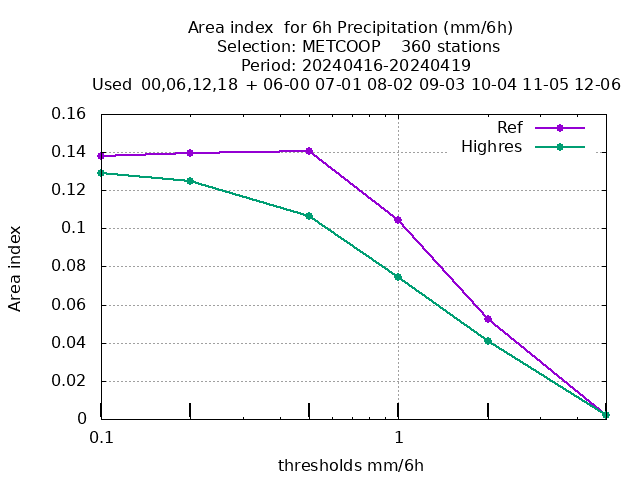 Area index  for 6h Precipitation (mm/6h)
Selection: METCOOP    360 stations
Period: 20240416-20240419
Used  00,06,12,18  + 06-00 07-01 08-02 09-03 10-04 11-05 12-06
Ref
Highres
0.16
0.14
0.12
0.1
0.08
0.06
0.04
0.02
0
Area index
0.1
1
thresholds mm/6h